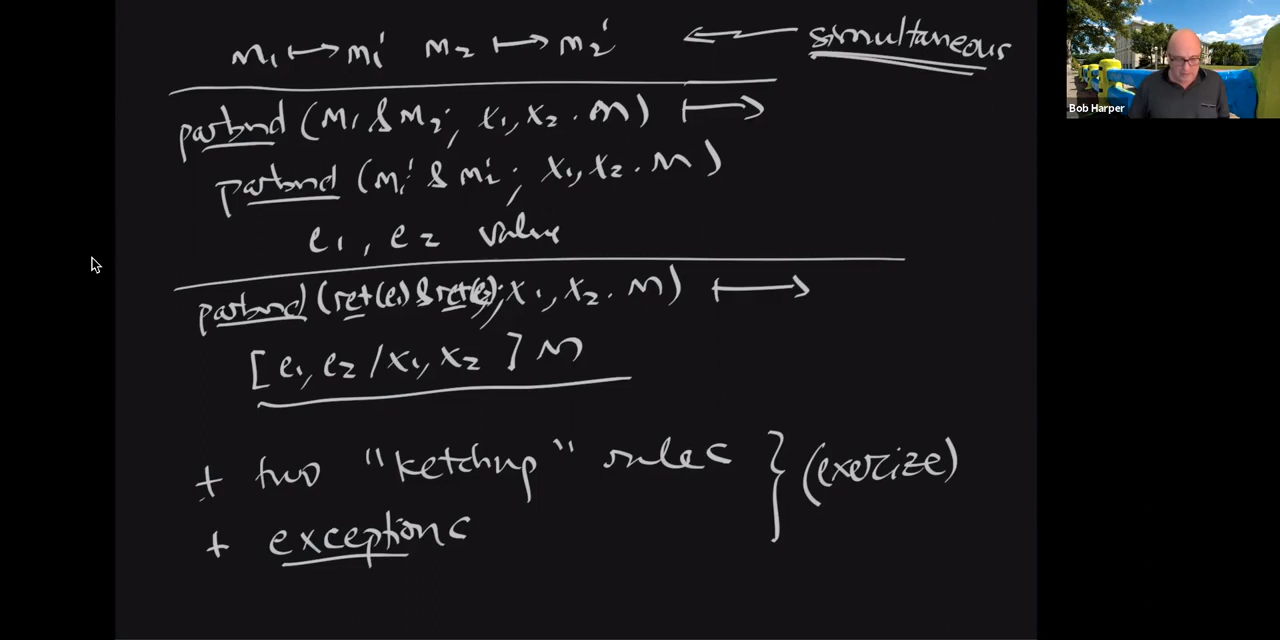 m₁ ↦ m₁' m₂ ↦ m₂' ← simultaneous
parbnd (m₁ & m₂; x₁, x₂ . m) ↦
parbnd (m₁' & m₂'; x₁, x₂ . m)
e₁, e₂ value
parbnd (ret(e₁) & ret(e₂); x₁, x₂ . m) ↦
[e₁, e₂ / x₁, x₂] m
+ two "ketchup" rules } (exercize)
+ exceptions
Bob Harper